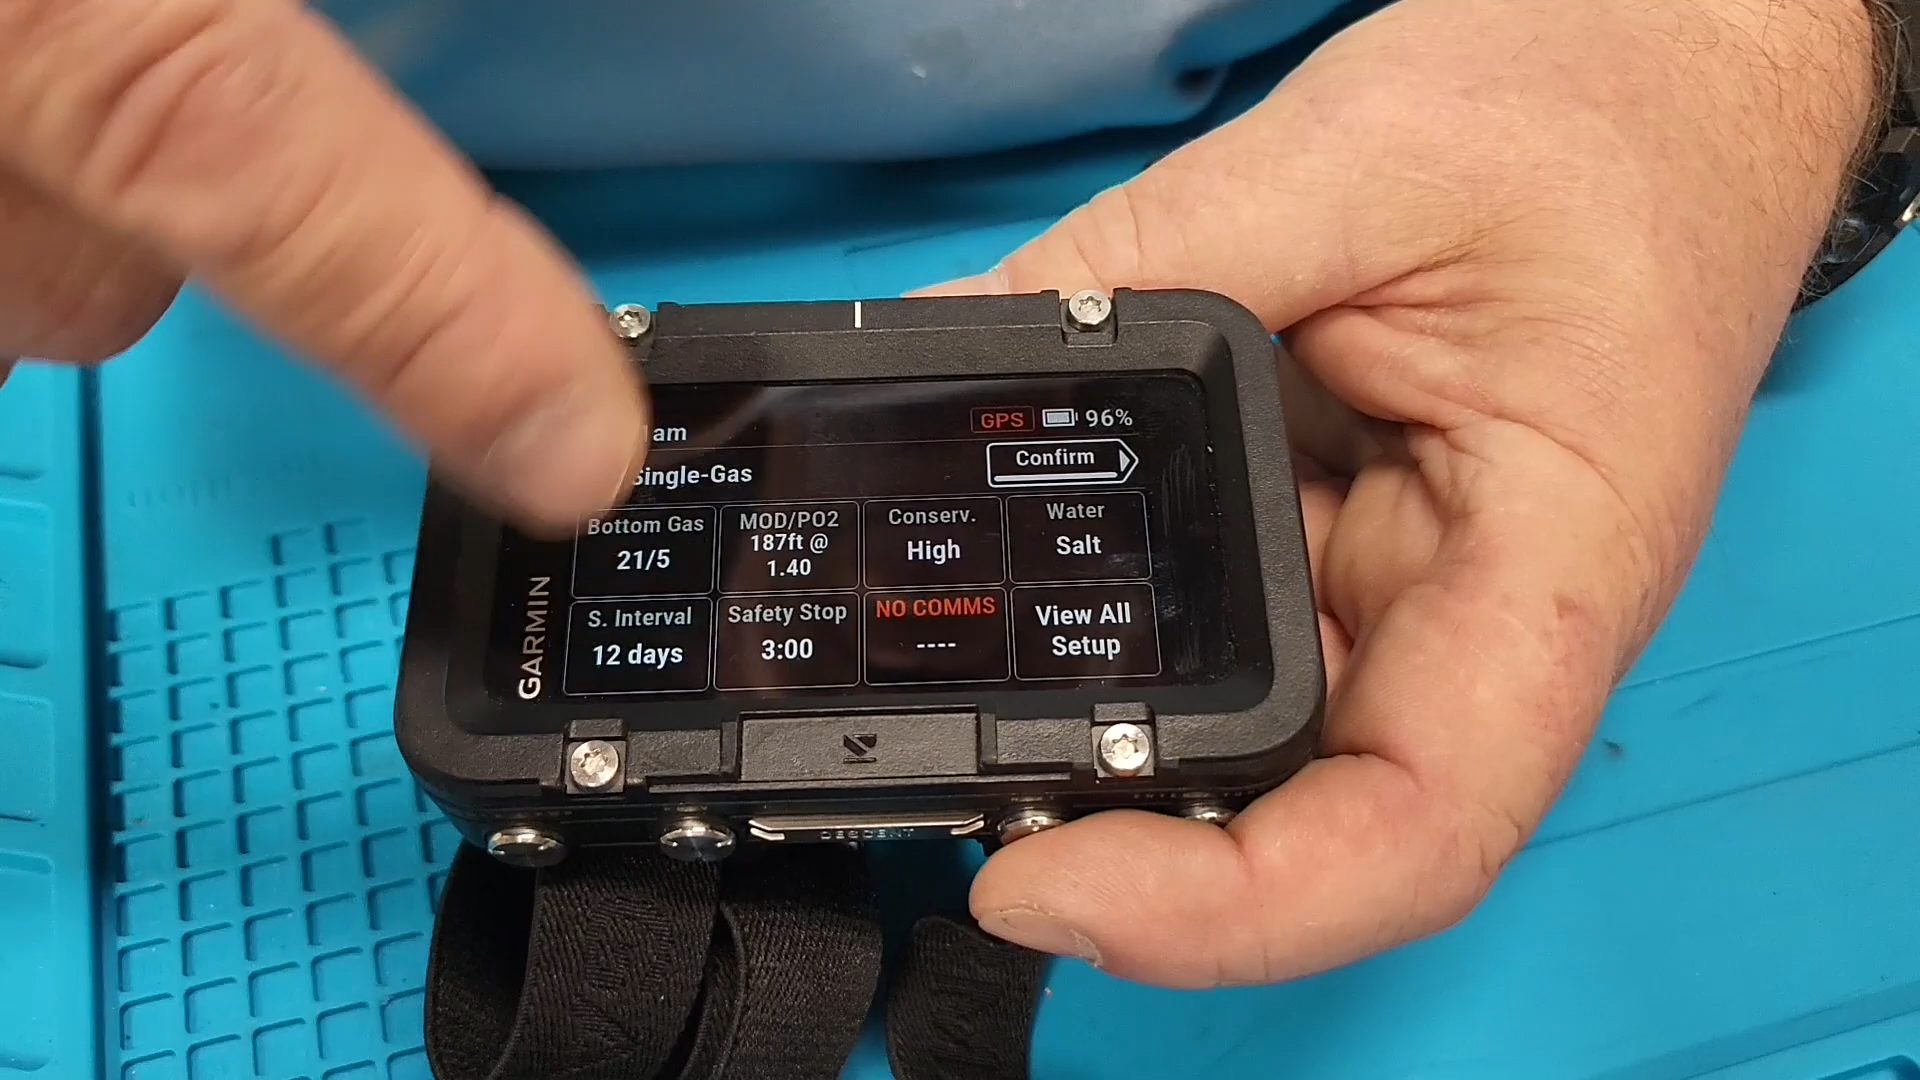 am
GPS 96%
Single-Gas
Confirm
Bottom Gas
21/5
MOD/PO2
187ft @
1.40
Conserv.
High
Water
Salt
S. Interval
12 days
Safety Stop
3:00
NO COMMS
----
View All
Setup
GARMIN
DESCENT